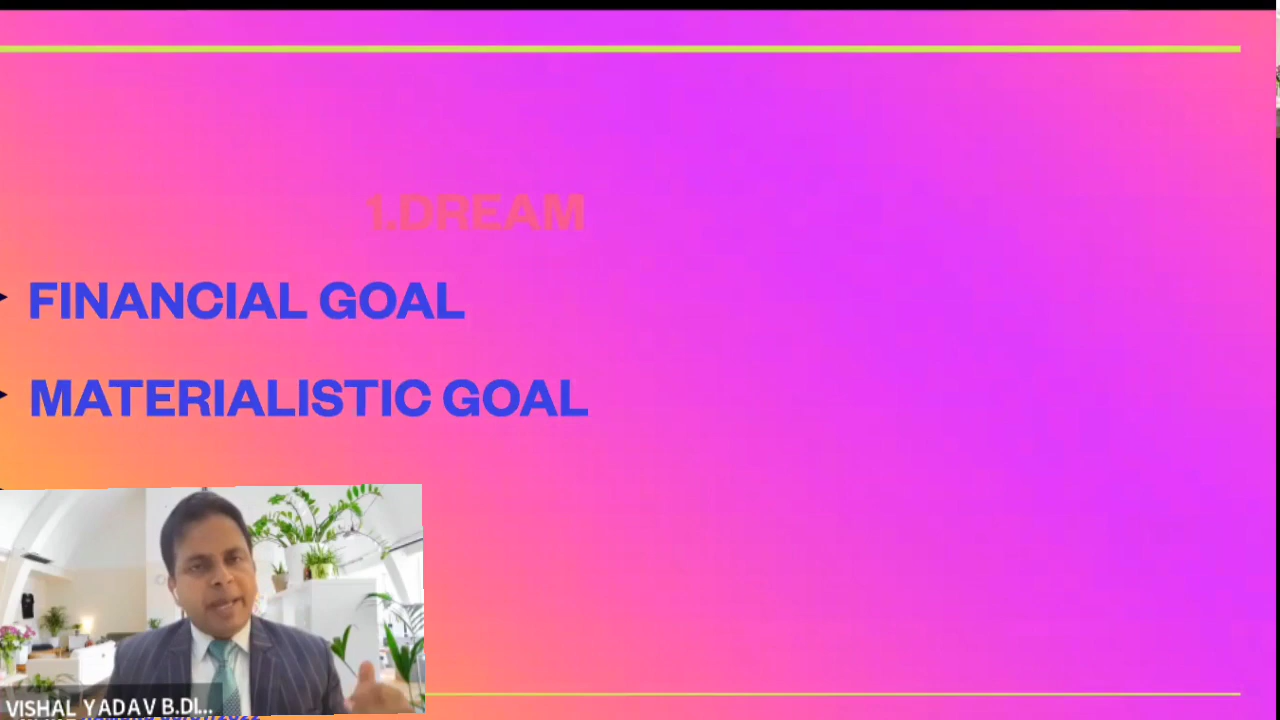 1.DREAM
FINANCIAL GOAL
MATERIALISTIC GOAL
VISHAL YADAV B.DI...